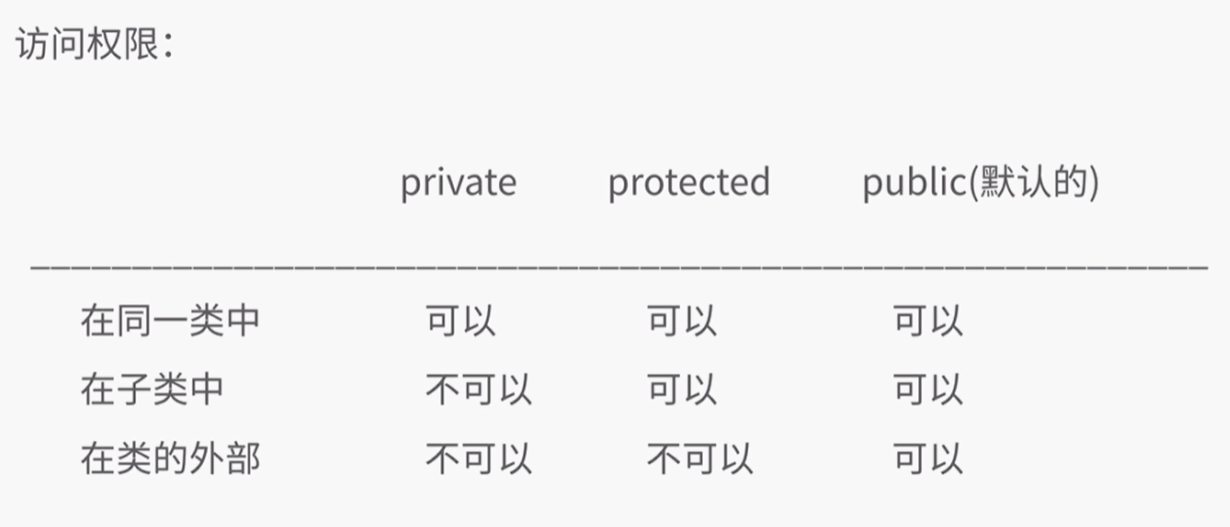 访问权限：
private protected public(默认的)
————————————————————————————————————————————————————————————
在同一类中 可以 可以 可以
在子类中 不可以 可以 可以
在类的外部 不可以 不可以 可以